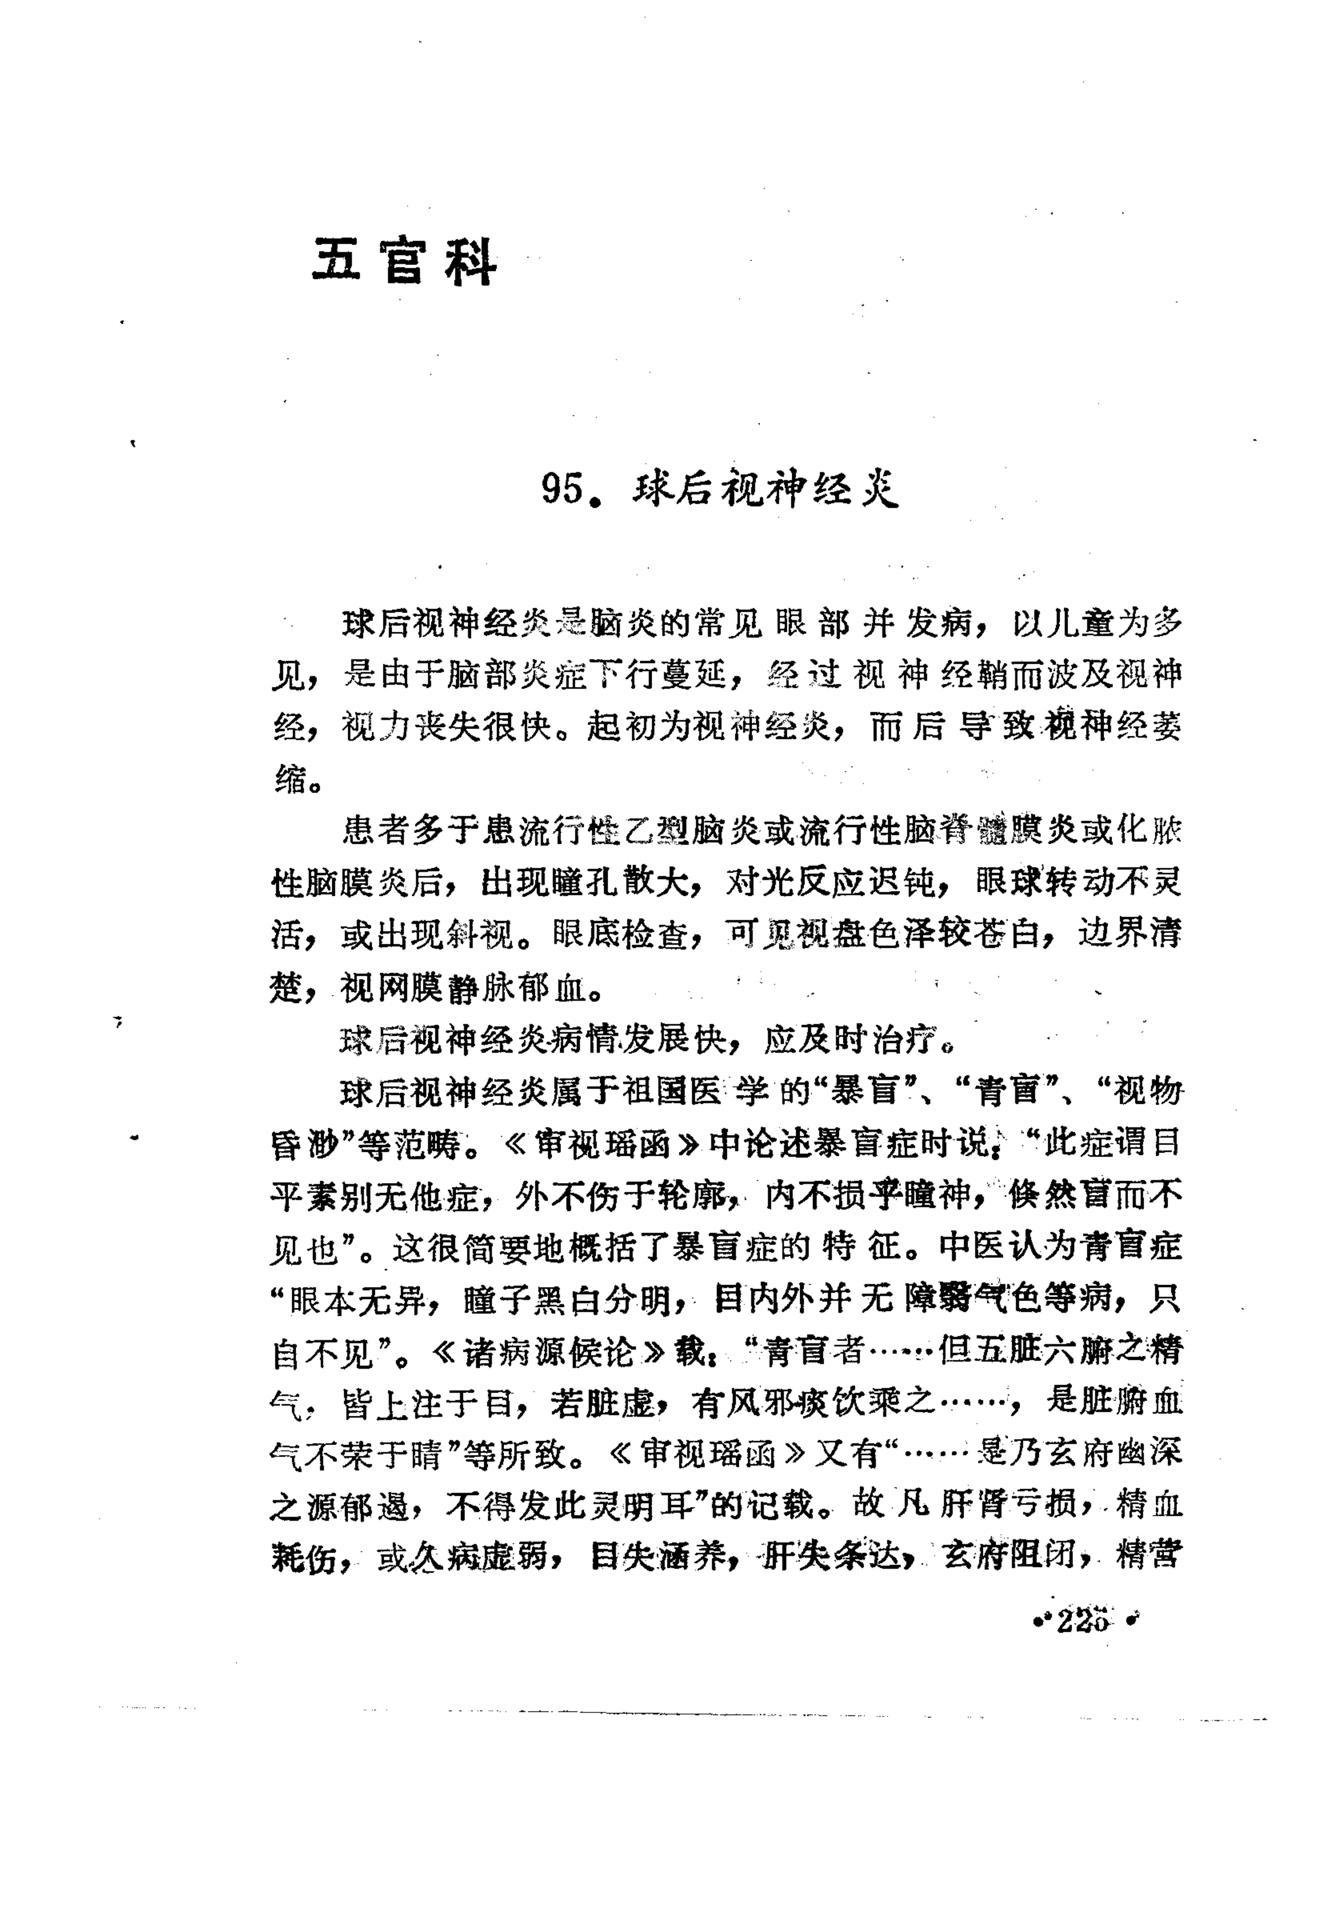 五官科
95．球后视神经炎
球后视神经炎是脑炎的常见眼部并发病，以儿童为多
见，是由于脑部炎症下行蔓延，经过视神经鞘而波及视神
经，视力丧失很快。起初为视神经炎，而后导致视神经萎
缩。
患者多于患流行性乙型脑炎或流行性脑脊髓膜炎或化脓
性脑膜炎后，出现瞳孔散大，对光反应迟钝，眼球转动不灵
活，或出现斜视。眼底检查，可见视盘色泽较苍白，边界清
楚，视网膜静脉郁血。
球后视神经炎病情发展快，应及时治疗。
球后视神经炎属于祖国医学的“暴盲”、“青盲”、“视物
昏渺”等范畴。《审视瑶函》中论述暴盲症时说：“此症谓目
平素别无他症，外不伤于轮廓，内不损乎瞳神，倏然盲而不
见也”。这很简要地概括了暴盲症的特征。中医认为青盲症
“眼本无异，瞳子黑白分明，目内外并无障翳气色等病，只
自不见”。《诸病源候论》载：“青盲者……但五脏六腑之精
气，皆上注于目，若脏虚，有风邪痰饮乘之……，是脏腑血
气不荣于睛”等所致。《审视瑶函》又有“……是乃玄府幽深
之源郁遏，不得发此灵明耳”的记载。故凡肝肾亏损，精血
耗伤，或久病虚弱，目失涵养，肝失条达，玄府阻闭，精营
•225•